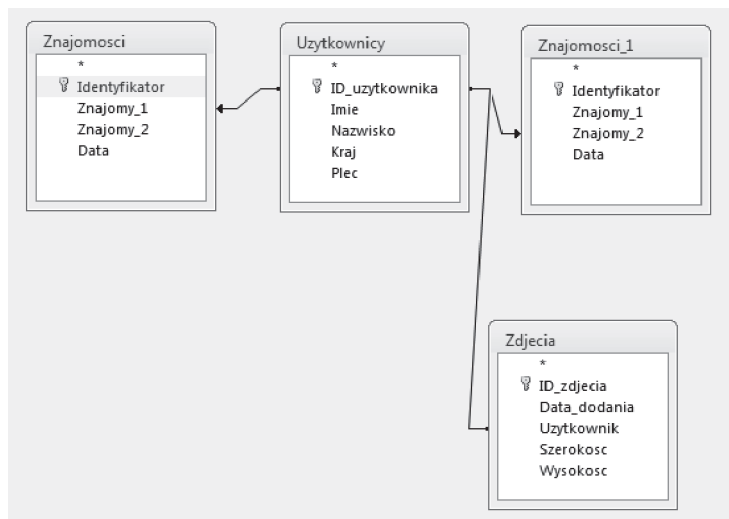 Znajomosci
*
Identyfikator
Znajomy_1
Znajomy_2
Data
Uzytkownicy
*
ID_uzytkownika
Imie
Nazwisko
Kraj
Plec
Znajomosci_1
*
Identyfikator
Znajomy_1
Znajomy_2
Data
Zdjecia
*
ID_zdjecia
Data_dodania
Uzytkownik
Szerokosc
Wysokosc